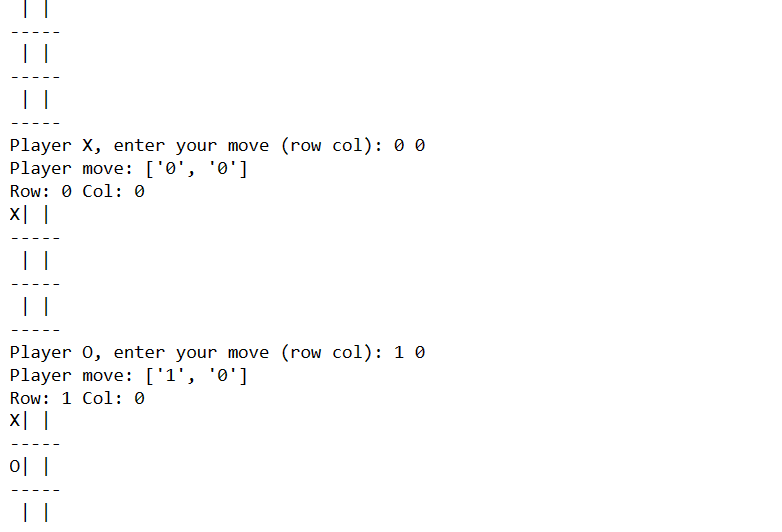 | |
-----
 | |
-----
 | |
-----
Player X, enter your move (row col): 0 0
Player move: ['0', '0']
Row: 0 Col: 0
X| |
-----
 | |
-----
 | |
-----
Player O, enter your move (row col): 1 0
Player move: ['1', '0']
Row: 1 Col: 0
X| |
-----
O| |
-----
 | |